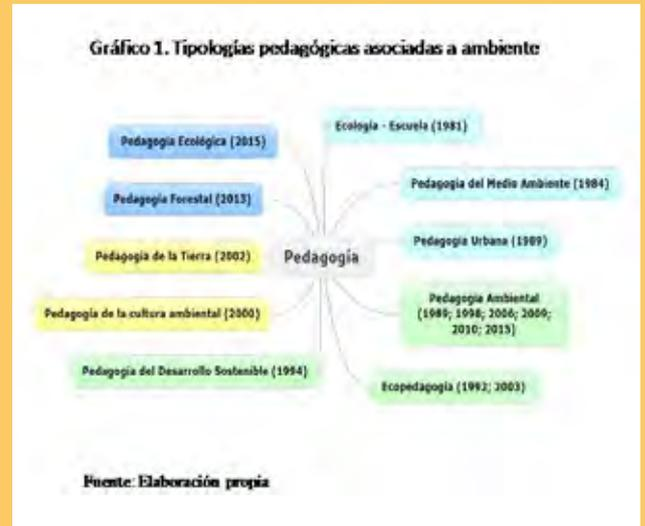 Gráfico 1. Tipologías pedagógicas asociadas a ambiente
Ecología - Escuela (1981)
Pedagogía Ecológica (2015)
Pedagogía del Medio Ambiente (1984)
Pedagogía Forestal (2013)
Pedagogía Urbana (1989)
Pedagogía de la Tierra (2002)
Pedagogía
Pedagogía Ambiental
(1989; 1998; 2006; 2009;
2010; 2015)
Pedagogía de la cultura ambiental (2000)
Pedagogía del Desarrollo Sostenible (1994)
Ecopedagogía (1992; 2003)
Fuente: Elaboración propia